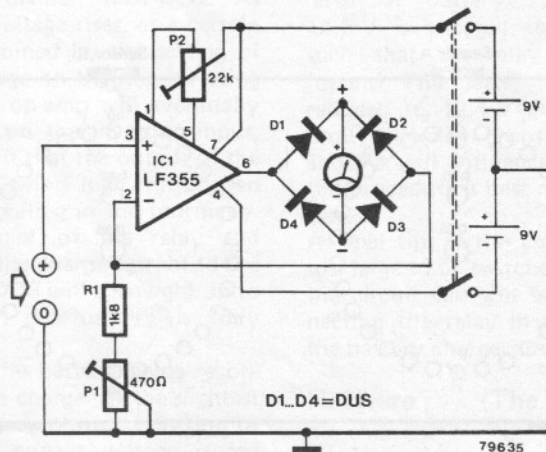 P2
22k
1
5
7
3
+
IC1
LF355
6
2
−
4
D1
D2
+
D4
D3
9V
9V
+
0
R1
1k8
P1
470Ω
D1...D4=DUS
79635